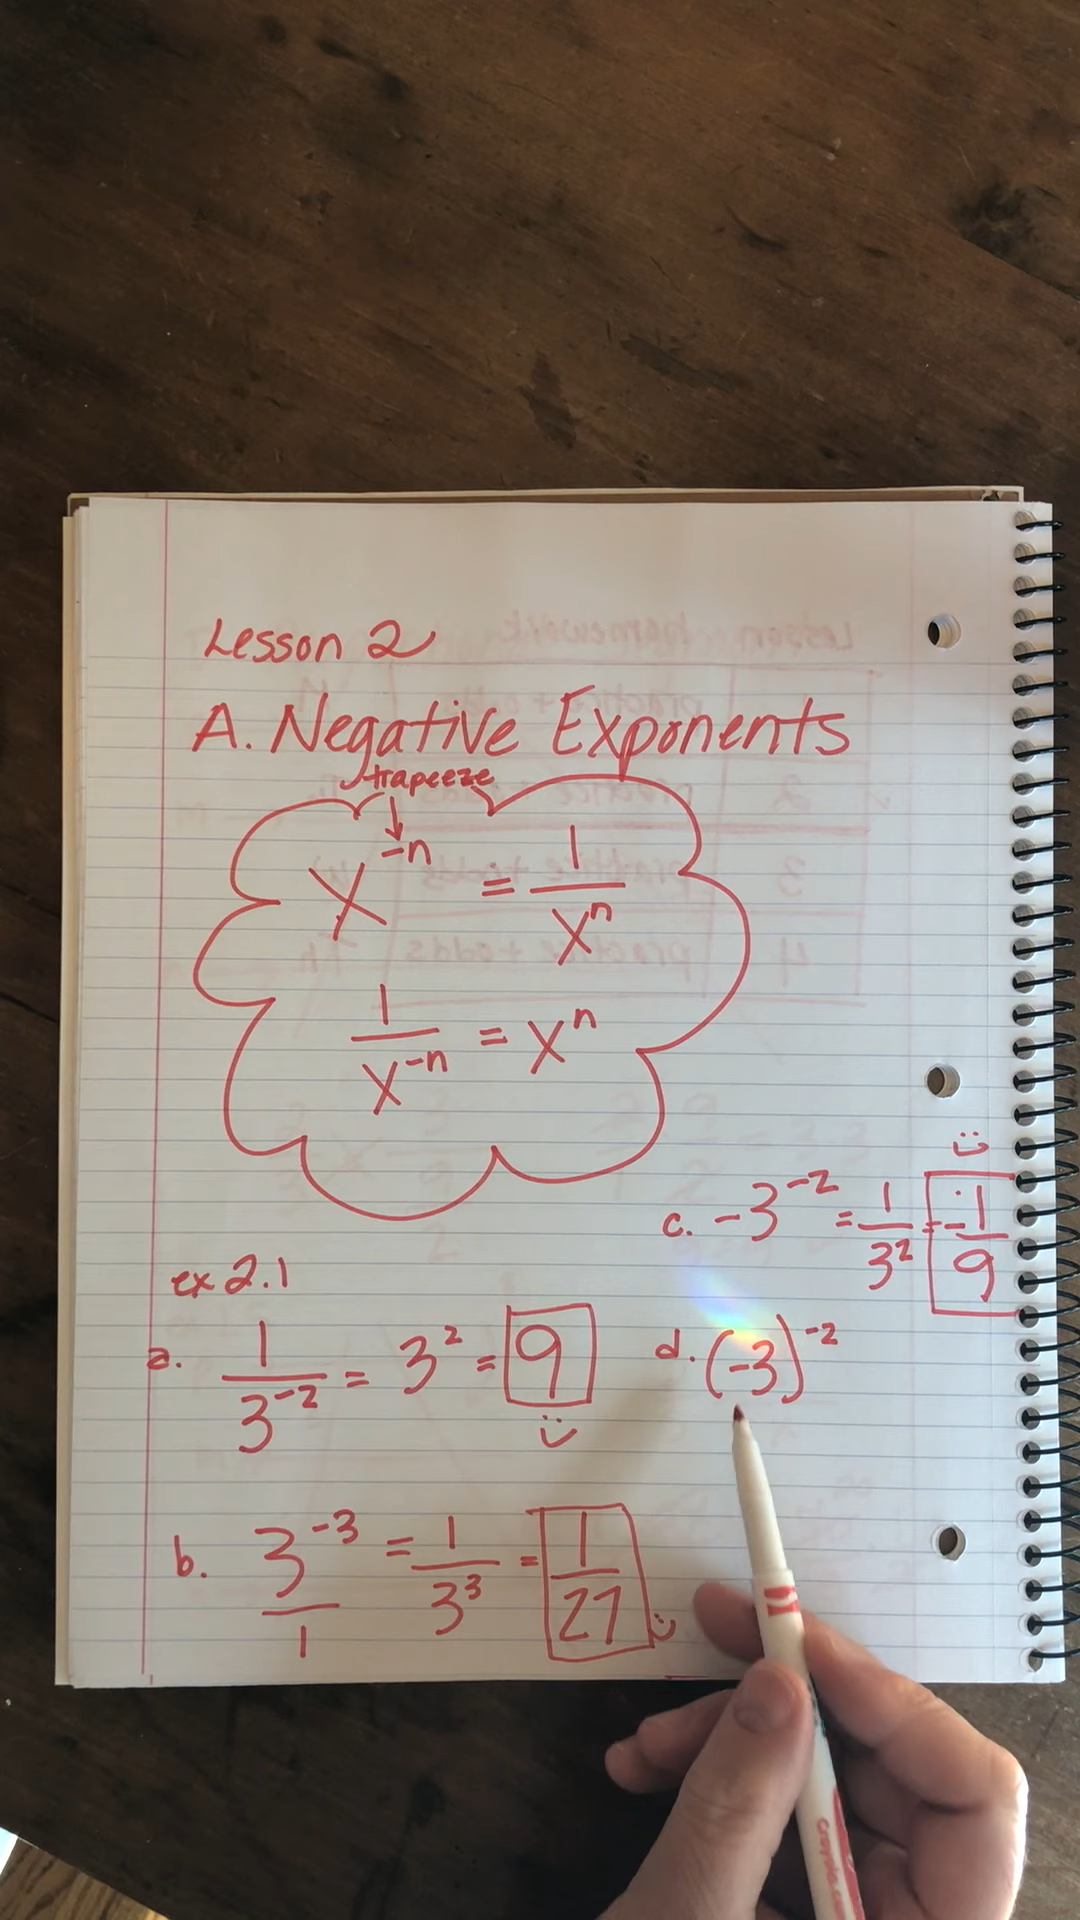 Lesson 2
A. Negative Exponents
trapeeze
x^-n = 1/x^n
1/x^-n = x^n
ex 2.1
a. 1/3^-2 = 3^2 = 9
b. 3^-3/1 = 1/3^3 = 1/27
c. -3^-2 = 1/3^2 = -1/9
d. (-3)^-2